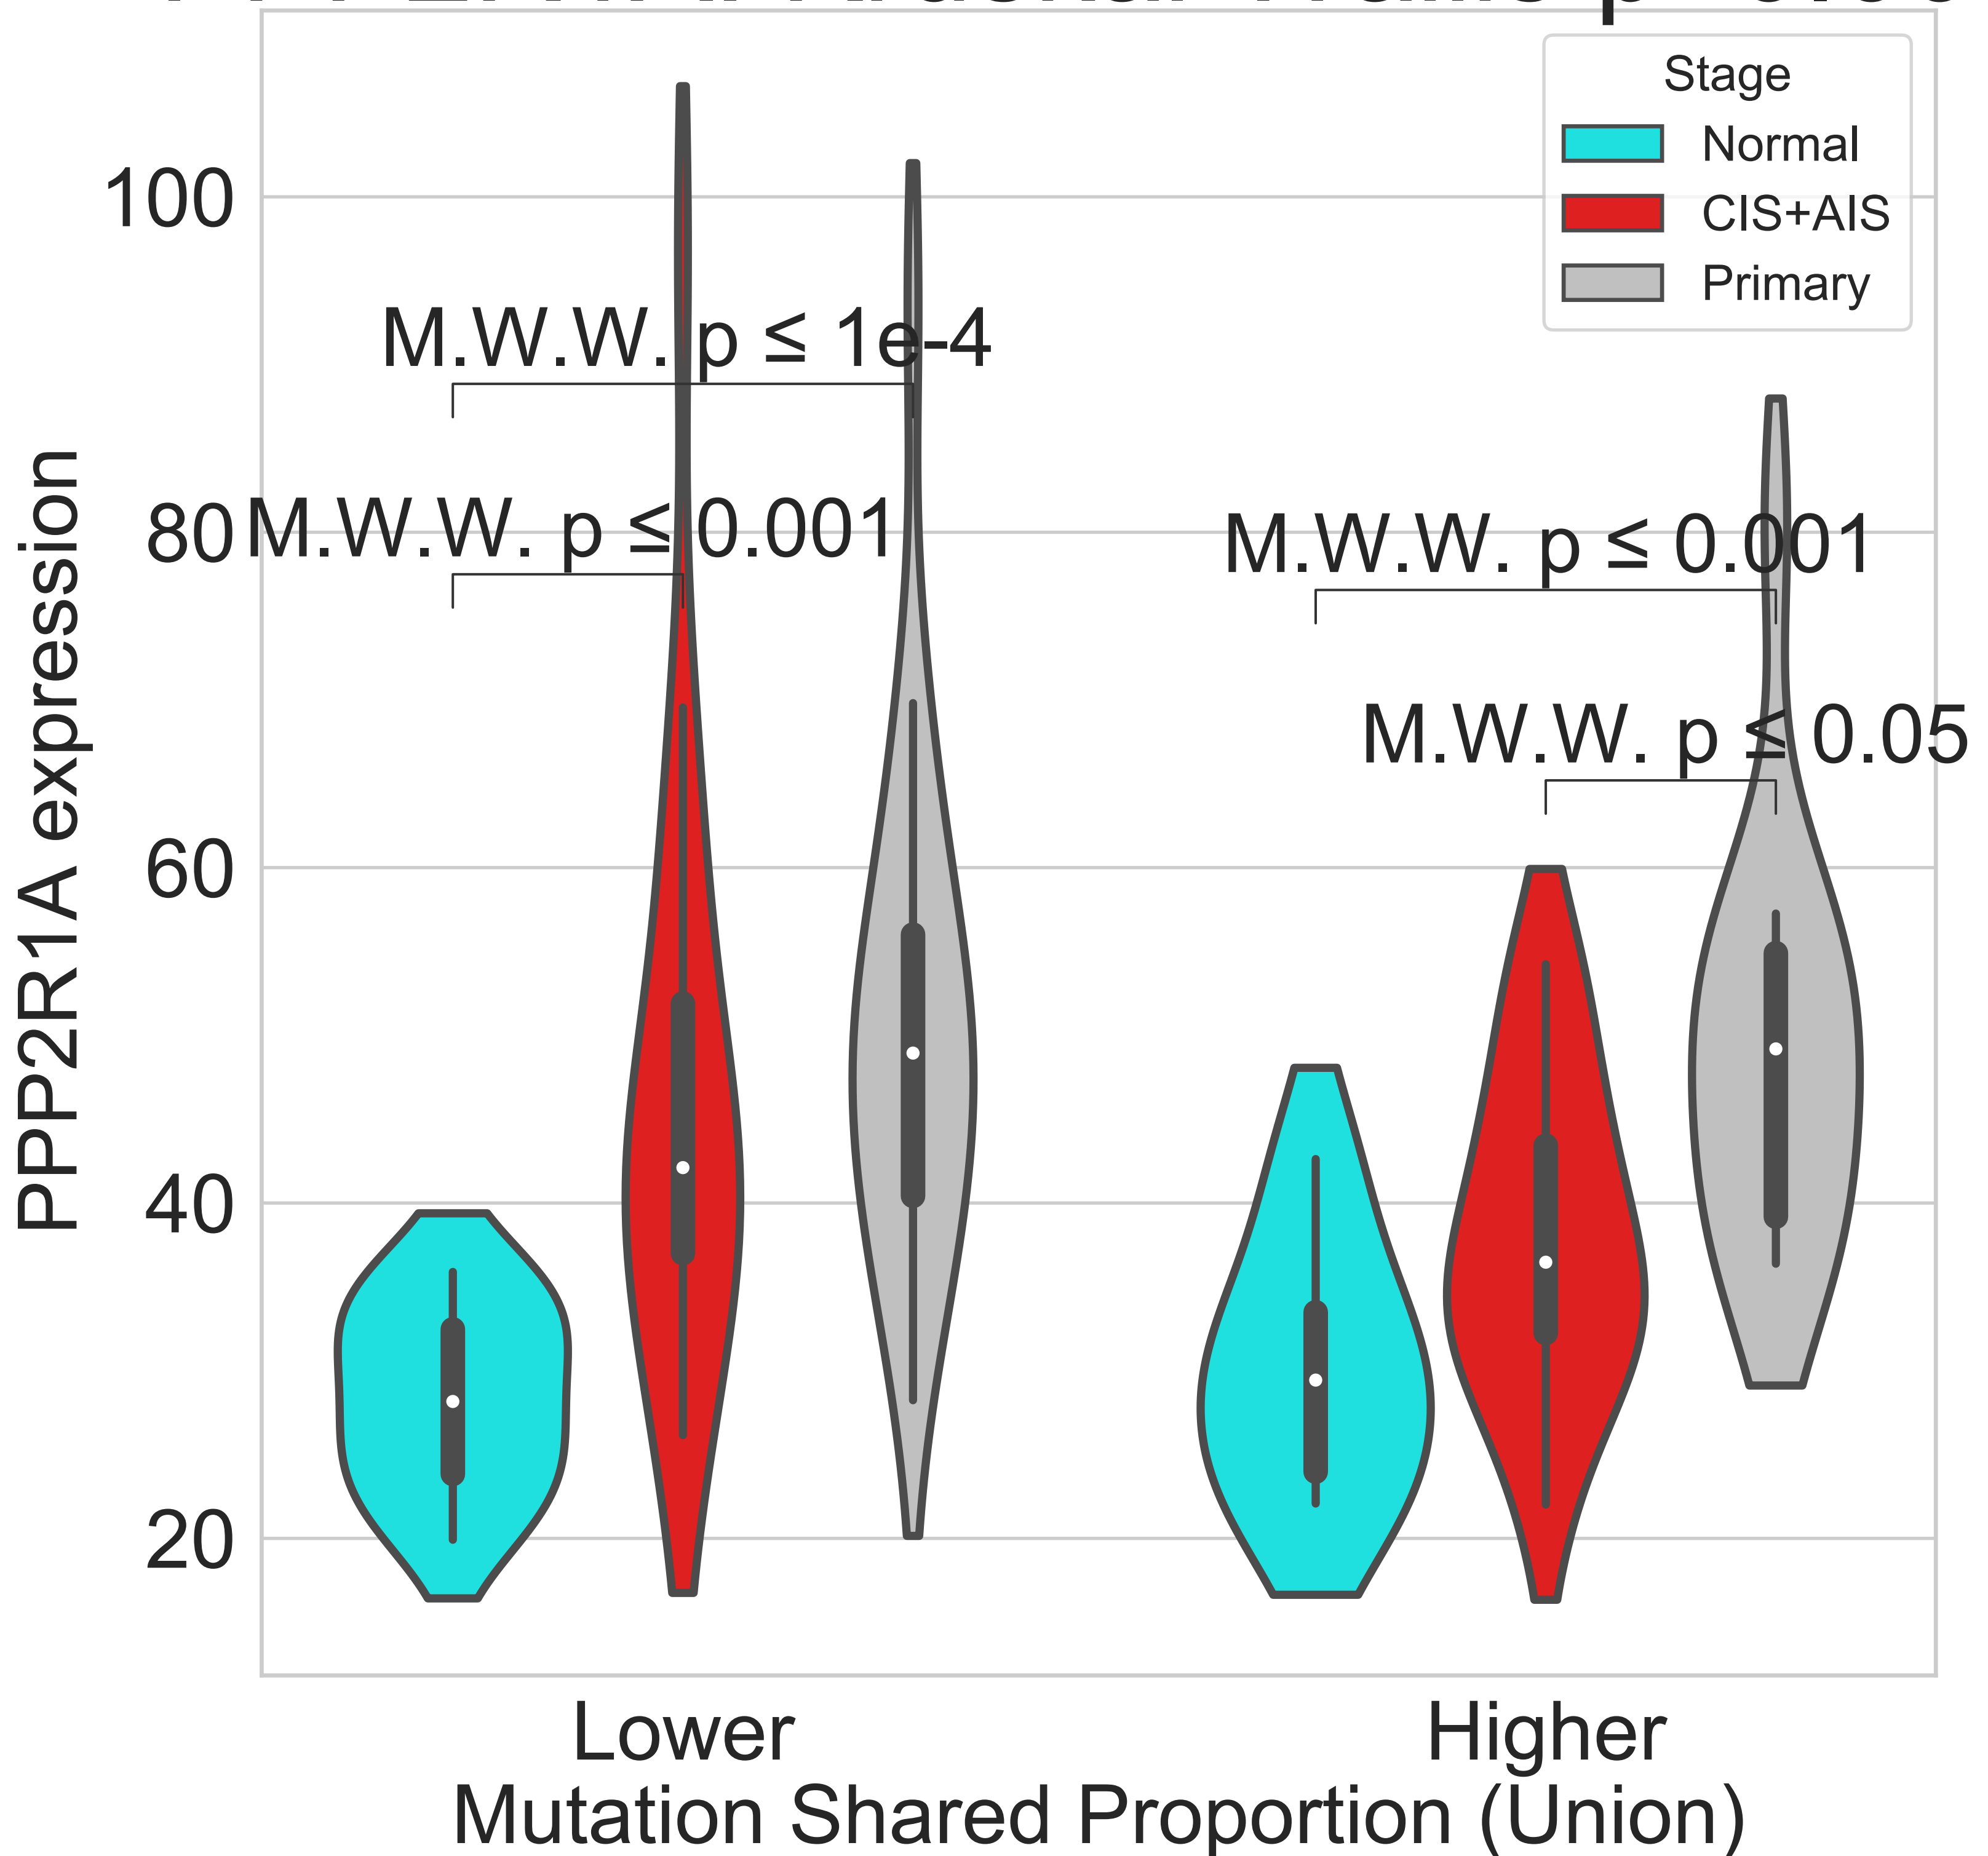 Stage
Normal
CIS+AIS
Primary
100
80
60
40
20
PPP2R1A expression
M.W.W. p ≤ 1e-4
M.W.W. p ≤ 0.001
M.W.W. p ≤ 0.001
M.W.W. p ≤ 0.05
Lower
Higher
Mutation Shared Proportion (Union)